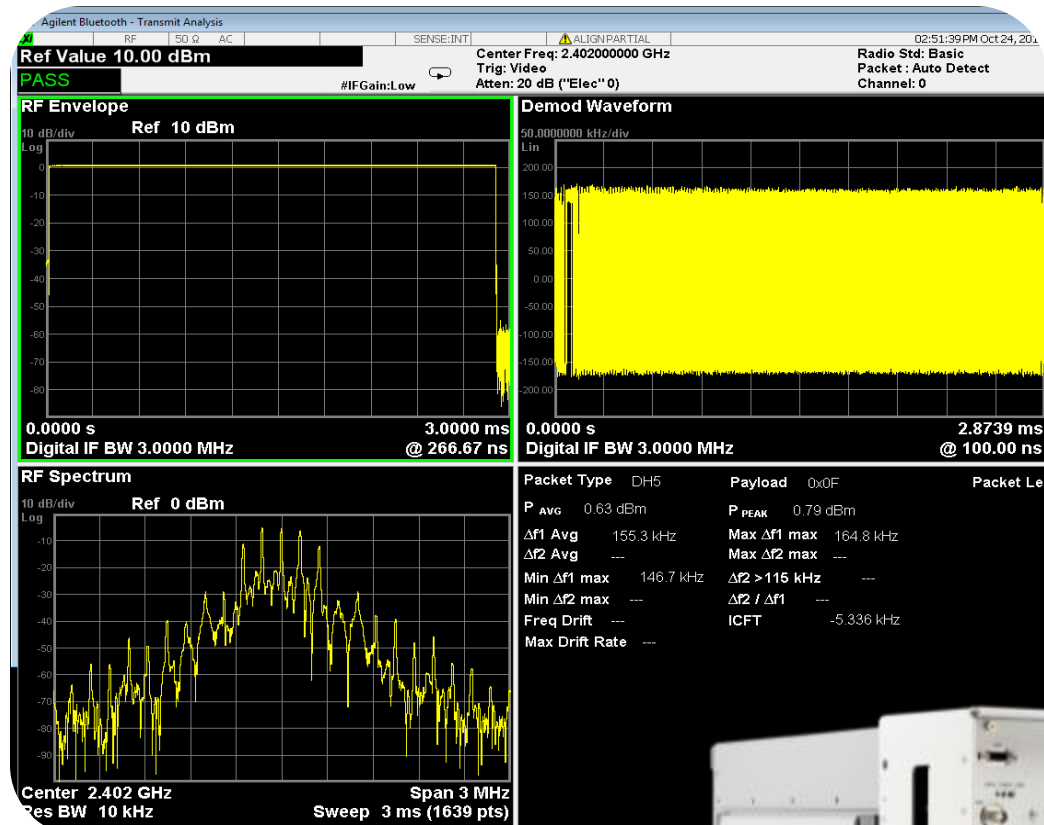 Agilent Bluetooth - Transmit Analysis
RF 50 Ω AC SENSE:INT ALIGN PARTIAL 02:51:39 PM Oct 24, 201
Ref Value 10.00 dBm
PASS
#IFGain:Low
Center Freq: 2.402000000 GHz
Trig: Video
Atten: 20 dB ("Elec" 0)
Radio Std: Basic
Packet : Auto Detect
Channel: 0
RF Envelope
10 dB/div Ref 10 dBm
Log
0
-10
-20
-30
-40
-50
-60
-70
-80
0.0000 s 3.0000 ms
Digital IF BW 3.0000 MHz @ 266.67 ns
Demod Waveform
50.0000000 kHz/div
Lin
200.00
150.00
100.00
50.00
0.00
-50.00
-100.00
-150.00
-200.00
0.0000 s 2.8739 ms
Digital IF BW 3.0000 MHz @ 100.00 ns
RF Spectrum
10 dB/div Ref 0 dBm
Log
-10
-20
-30
-40
-50
-60
-70
-80
-90
Center 2.402 GHz Span 3 MHz
Res BW 10 kHz Sweep 3 ms (1639 pts)
Packet Type DH5 Payload 0x0F Packet Le
P AVG 0.63 dBm P PEAK 0.79 dBm
Δf1 Avg 155.3 kHz Max Δf1 max 164.8 kHz
Δf2 Avg --- Max Δf2 max ---
Min Δf1 max 146.7 kHz Δf2 >115 kHz ---
Min Δf2 max --- Δf2 / Δf1 ---
Freq Drift --- ICFT -5.336 kHz
Max Drift Rate ---